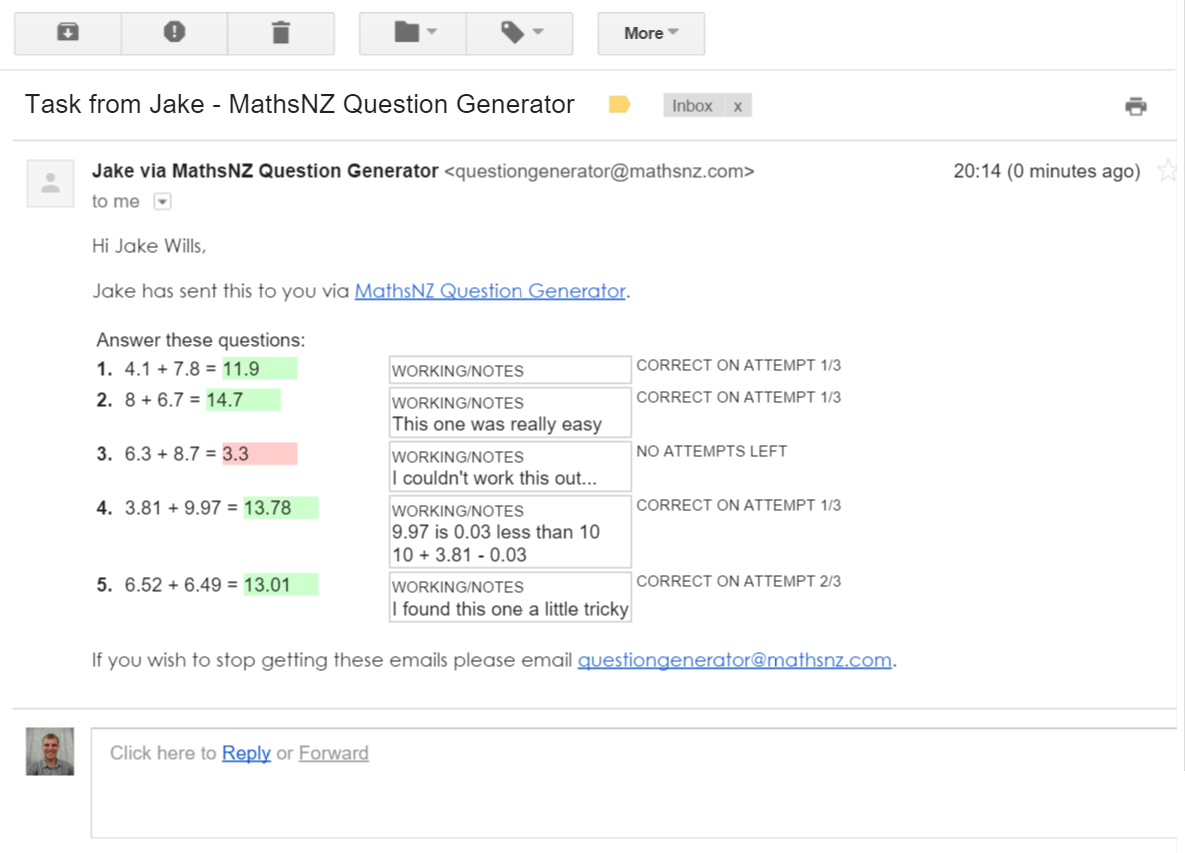 More
Task from Jake - MathsNZ Question Generator Inbox x
Jake via MathsNZ Question Generator <questiongenerator@mathsnz.com> 20:14 (0 minutes ago)
to me
Hi Jake Wills,
Jake has sent this to you via MathsNZ Question Generator.
Answer these questions:
1. 4.1 + 7.8 = 11.9 WORKING/NOTES CORRECT ON ATTEMPT 1/3
2. 8 + 6.7 = 14.7 WORKING/NOTES CORRECT ON ATTEMPT 1/3
This one was really easy
3. 6.3 + 8.7 = 3.3 WORKING/NOTES NO ATTEMPTS LEFT
I couldn't work this out...
4. 3.81 + 9.97 = 13.78 WORKING/NOTES CORRECT ON ATTEMPT 1/3
9.97 is 0.03 less than 10
10 + 3.81 - 0.03
5. 6.52 + 6.49 = 13.01 WORKING/NOTES CORRECT ON ATTEMPT 2/3
I found this one a little tricky
If you wish to stop getting these emails please email questiongenerator@mathsnz.com.
Click here to Reply or Forward